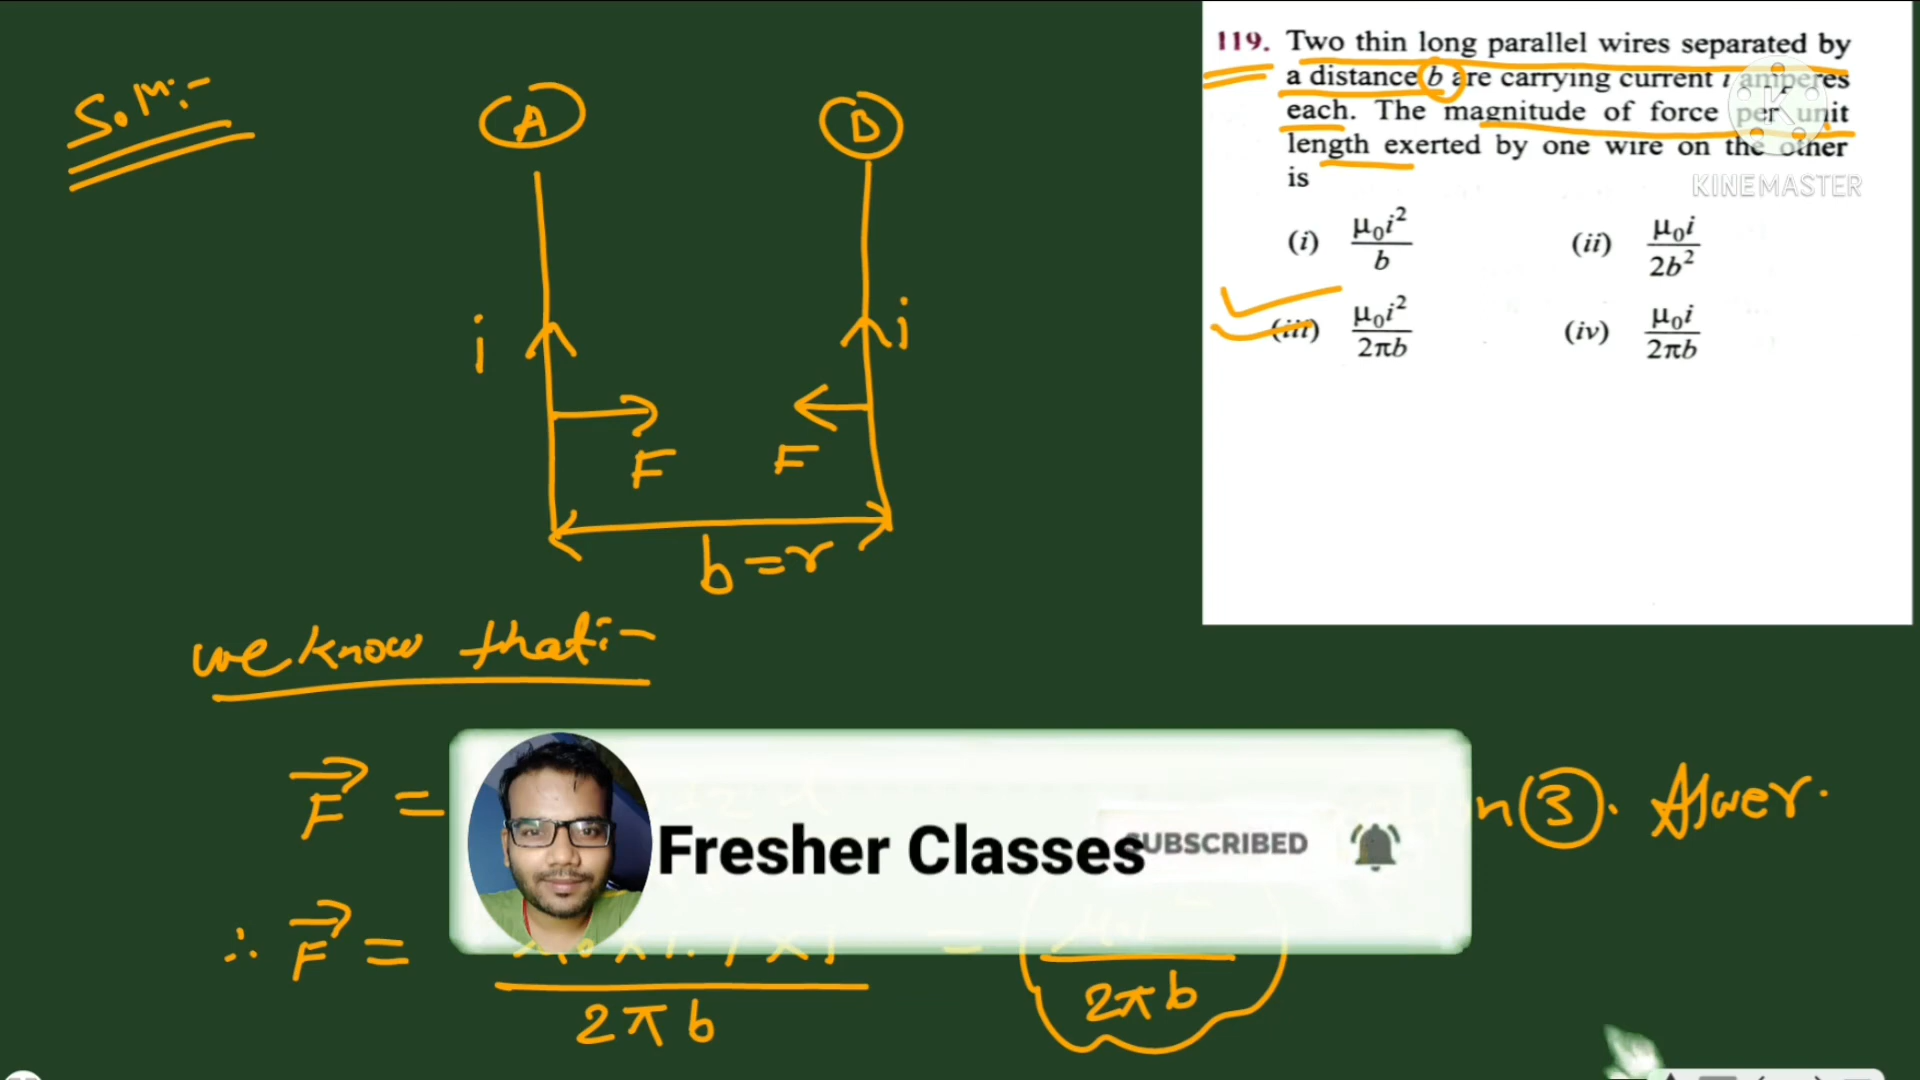 119. Two thin long parallel wires separated by
a distance b are carrying current i amperes
each. The magnitude of force per unit
length exerted by one wire on the other
is
(i) μ₀i²/b (ii) μ₀i/2b²
(iii) μ₀i²/2πb (iv) μ₀i/2πb
KINEMASTER
Som:-
A B
i i
F F
b = r
we know that:-
F⃗ =
n (3). Aswer.
Fresher Classes
SUBSCRIBED
∴ F⃗ =
2πb
2πb